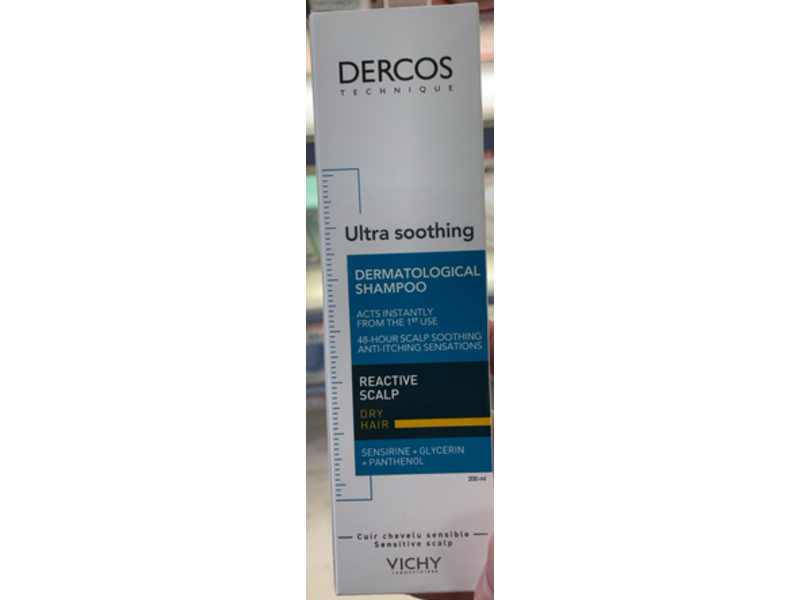 DERCOS
TECHNIQUE
Ultra soothing
DERMATOLOGICAL
SHAMPOO
ACTS INSTANTLY
FROM THE 1ST USE
48-HOUR SCALP SOOTHING
ANTI-ITCHING SENSATIONS
REACTIVE
SCALP
DRY
HAIR
SENSIRINE + GLYCERIN
+ PANTHENOL
200 ml
Cuir chevelu sensible
Sensitive scalp
VICHY
LABORATOIRES